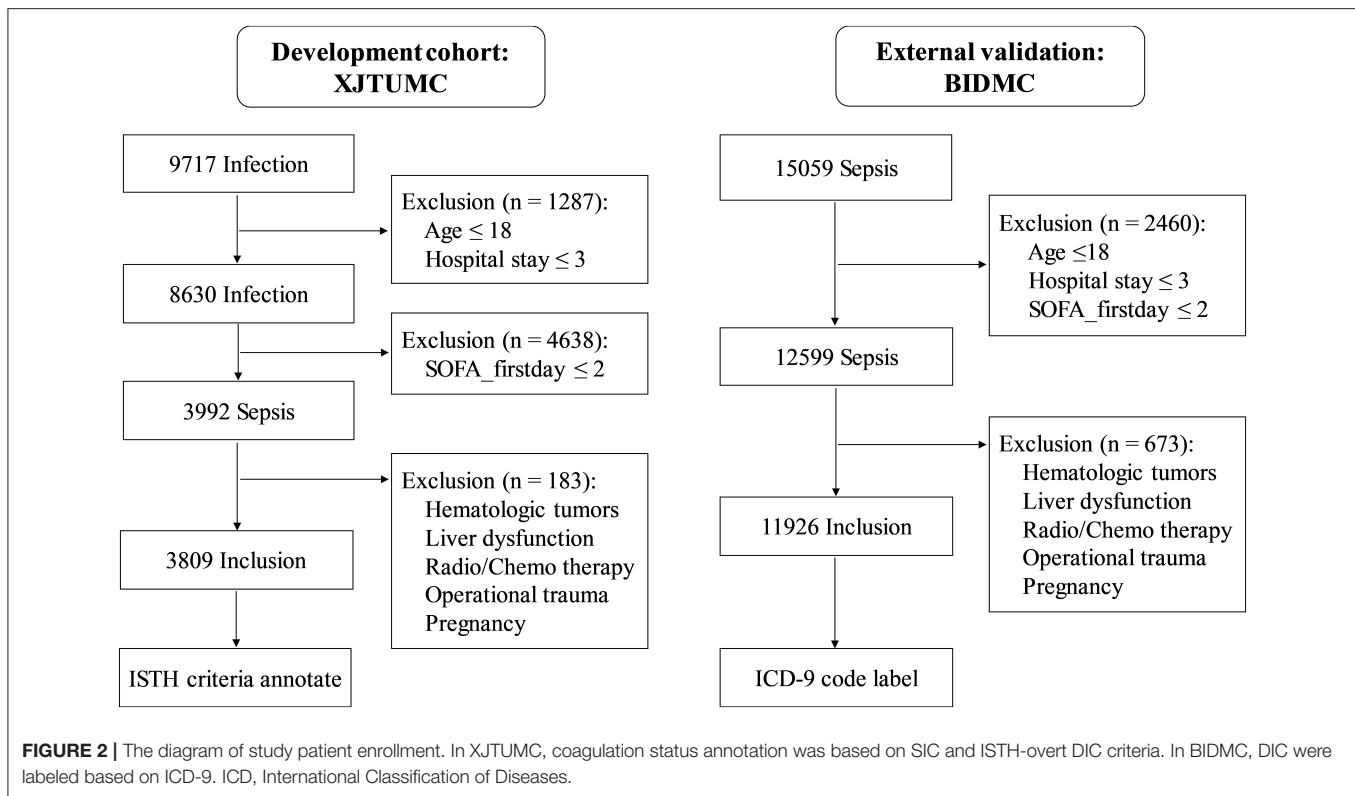 Development cohort:
XJTUMC
9717 Infection
Exclusion (n = 1287):
Age ≤ 18
Hospital stay ≤ 3
8630 Infection
Exclusion (n = 4638):
SOFA_firstday ≤ 2
3992 Sepsis
Exclusion (n = 183):
Hematologic tumors
Liver dysfunction
Radio/Chemo therapy
Operational trauma
Pregnancy
3809 Inclusion
ISTH criteria annotate
External validation:
BIDMC
15059 Sepsis
Exclusion (n = 2460):
Age ≤18
Hospital stay ≤ 3
SOFA_firstday ≤ 2
12599 Sepsis
Exclusion (n = 673):
Hematologic tumors
Liver dysfunction
Radio/Chemo therapy
Operational trauma
Pregnancy
11926 Inclusion
ICD-9 code label
FIGURE 2 | The diagram of study patient enrollment. In XJTUMC, coagulation status annotation was based on SIC and ISTH-overt DIC criteria. In BIDMC, DIC were
labeled based on ICD-9. ICD, International Classification of Diseases.